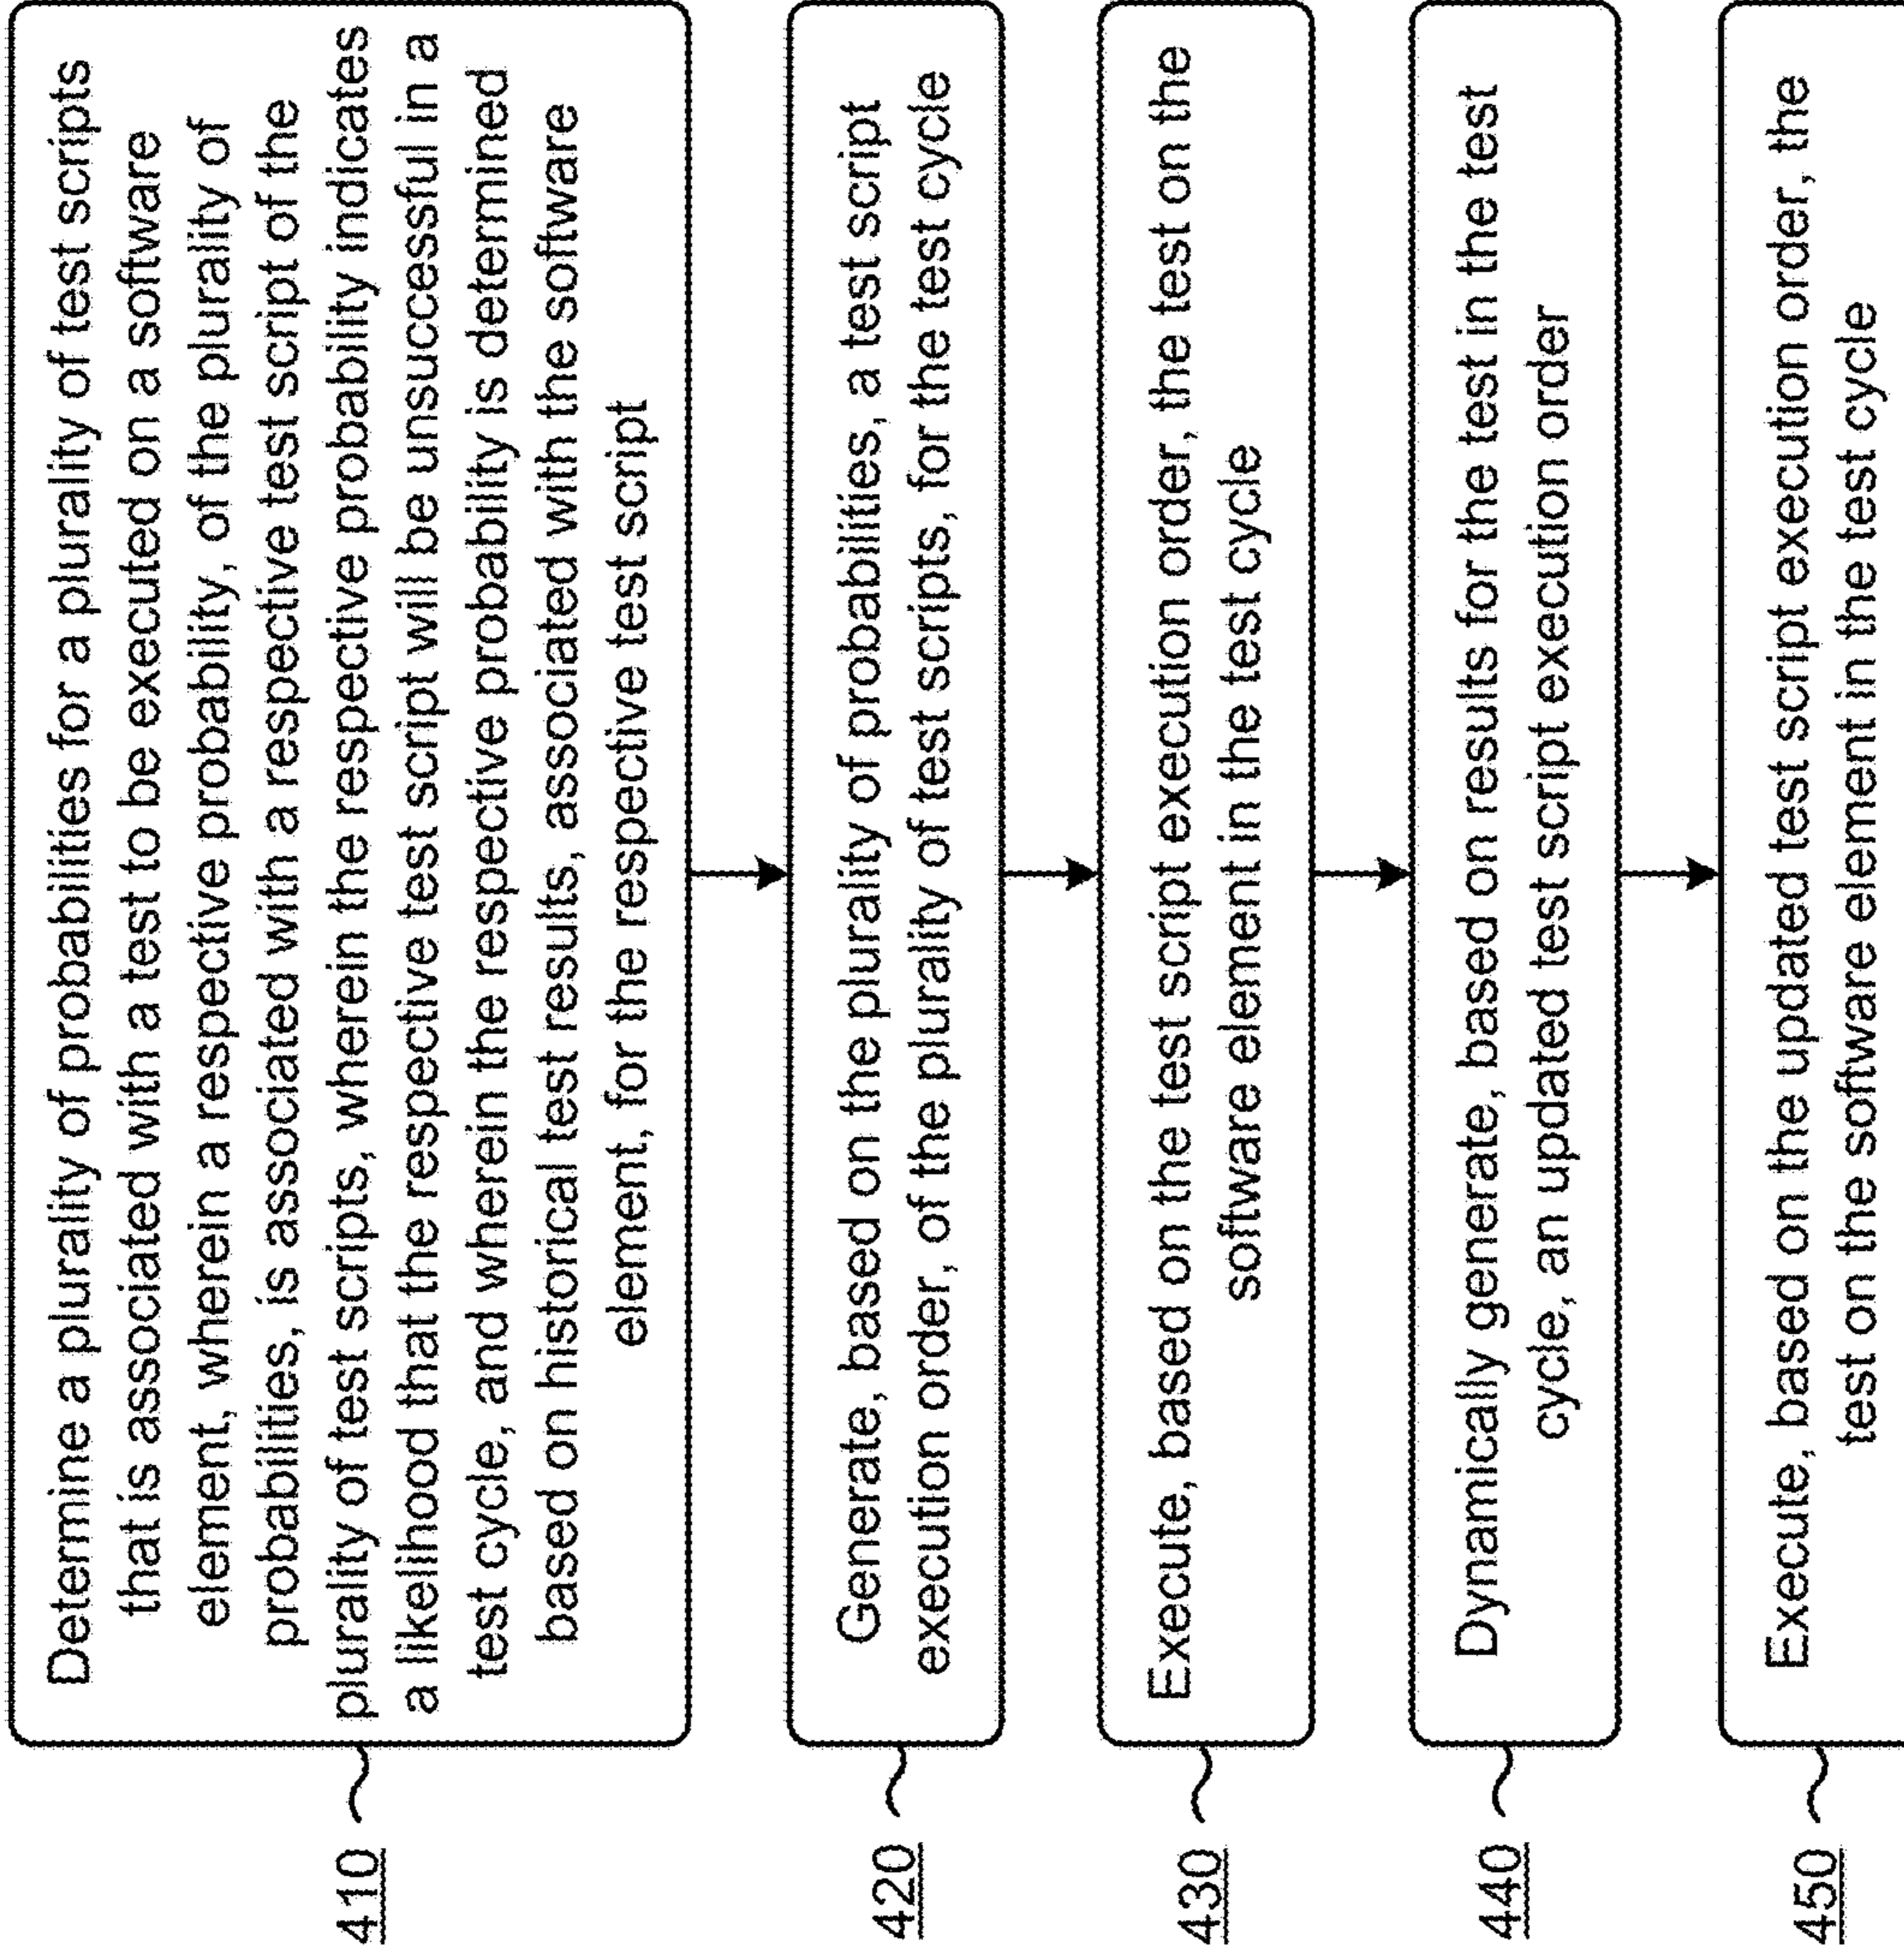 Determine a plurality of probabilities for a plurality of test scripts
that is associated with a test to be executed on a software
element, wherein a respective probability, of the plurality of
probabilities, is associated with a respective test script of the
plurality of test scripts, wherein the respective probability indicates
a likelihood that the respective test script will be unsuccessful in a
test cycle, and wherein the respective probability is determined
based on historical test results, associated with the software
element, for the respective test script
410
Generate, based on the plurality of probabilities, a test script
execution order, of the plurality of test scripts, for the test cycle
420
Execute, based on the test script execution order, the test on the
software element in the test cycle
430
Dynamically generate, based on results for the test in the test
cycle, an updated test script execution order
440
Execute, based on the updated test script execution order, the
test on the software element in the test cycle
450